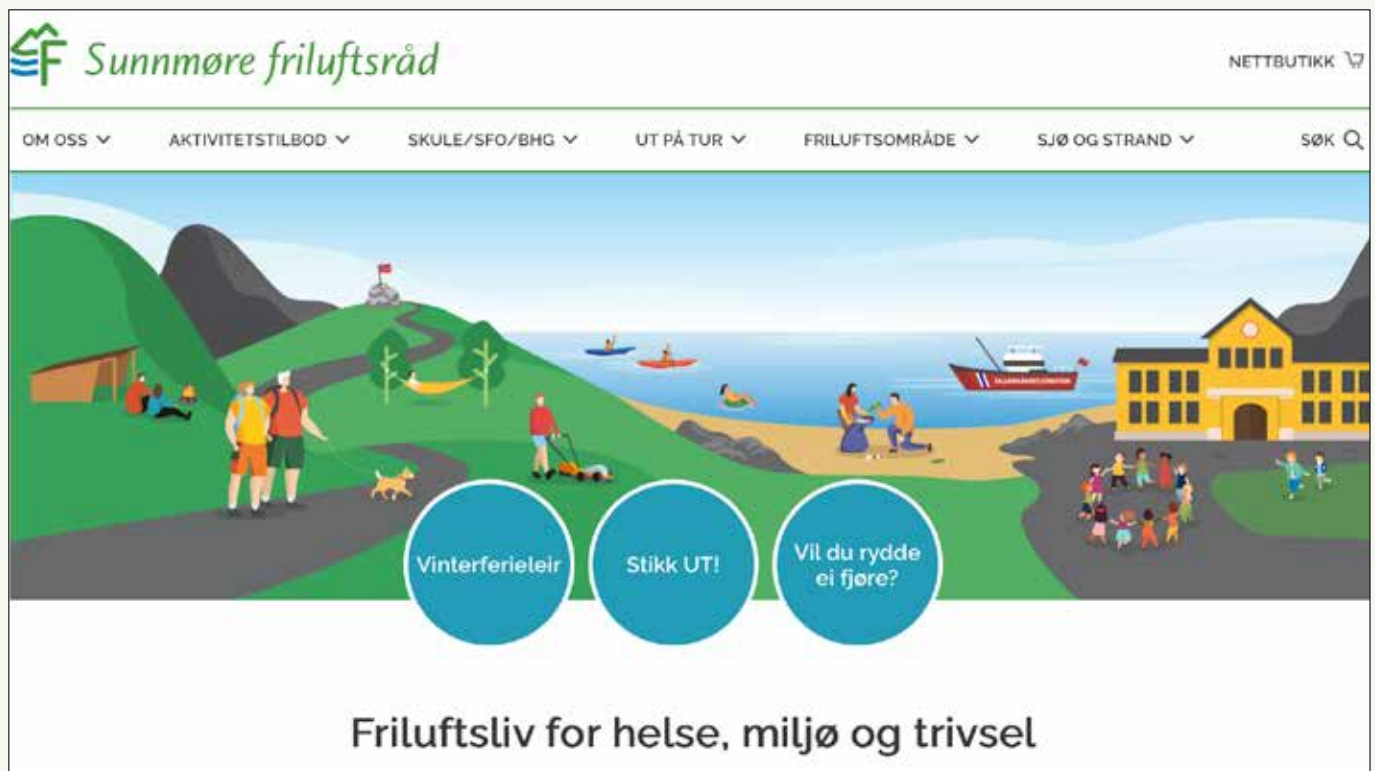 Sunnmøre friluftsråd
NETTBUTIKK
OM OSS
AKTIVITETSTILBOD
SKULE/SFO/BHG
UT PÅ TUR
FRILUFTSOMRÅDE
SJØ OG STRAND
SØK
Vinterferieleir
Stikk UT!
Vil du rydde
ei fjøre?
Friluftsliv for helse, miljø og trivsel